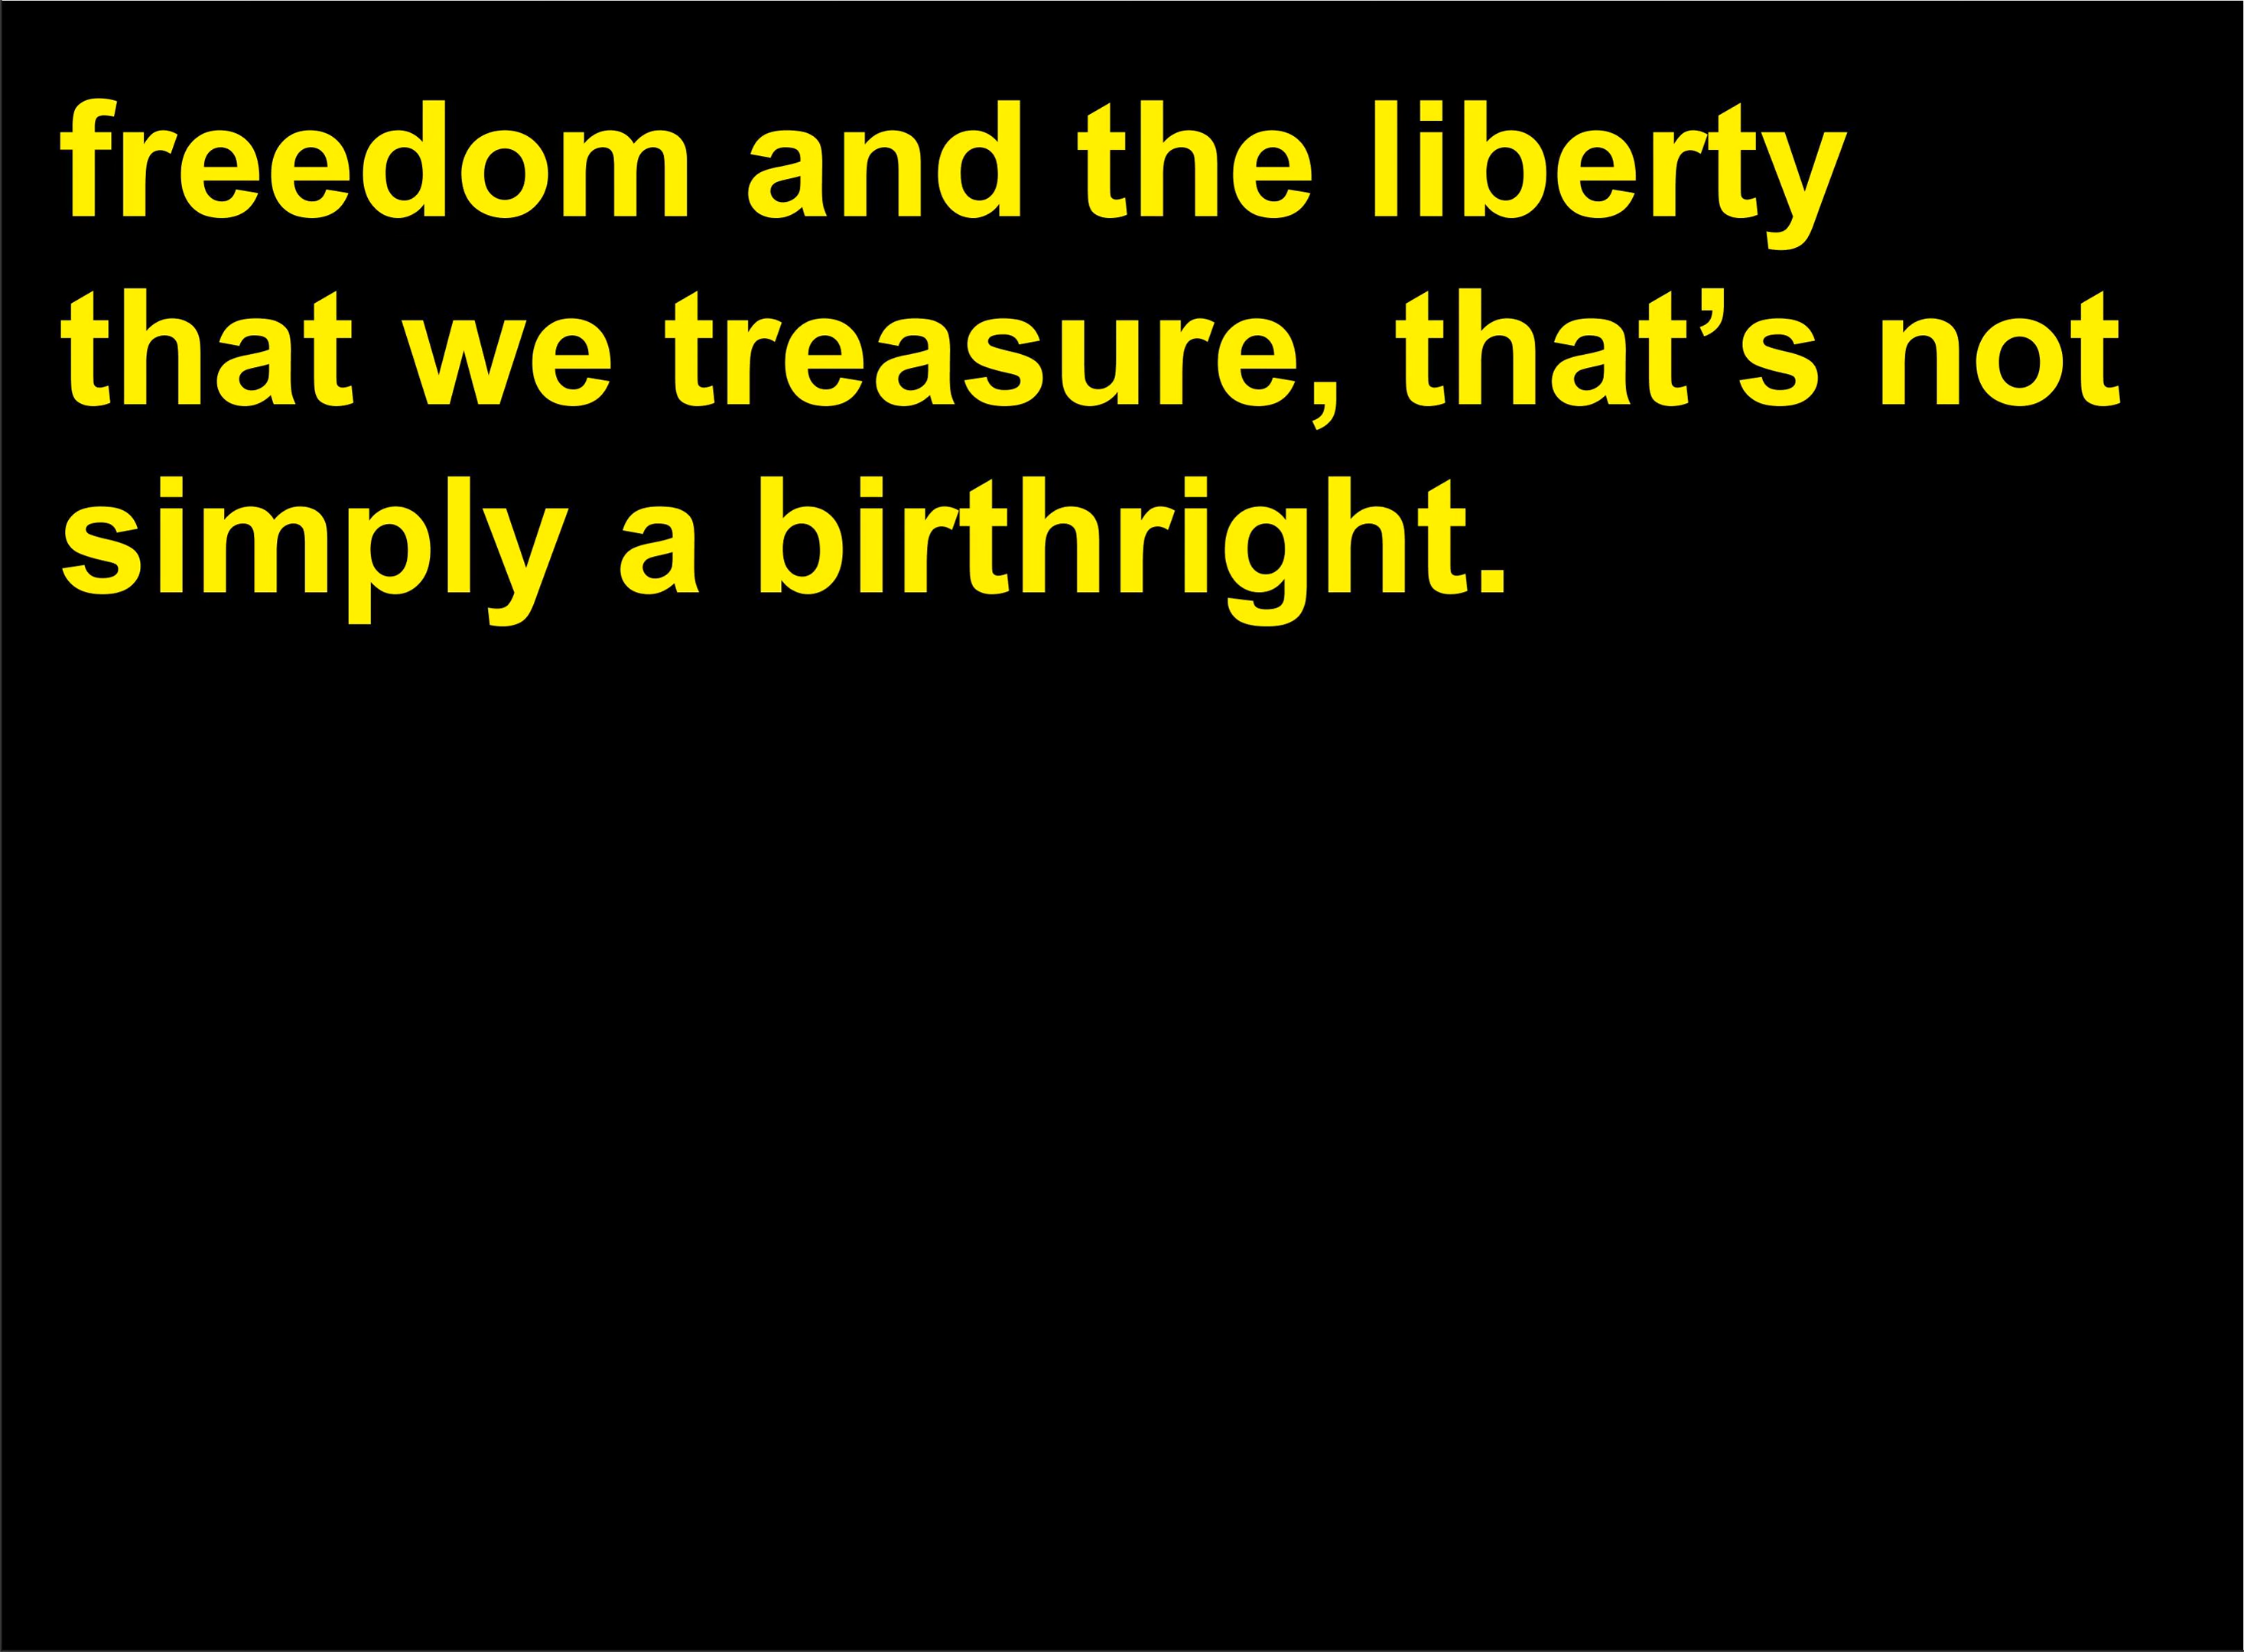 freedom and the liberty
that we treasure, that’s not
simply a birthright.